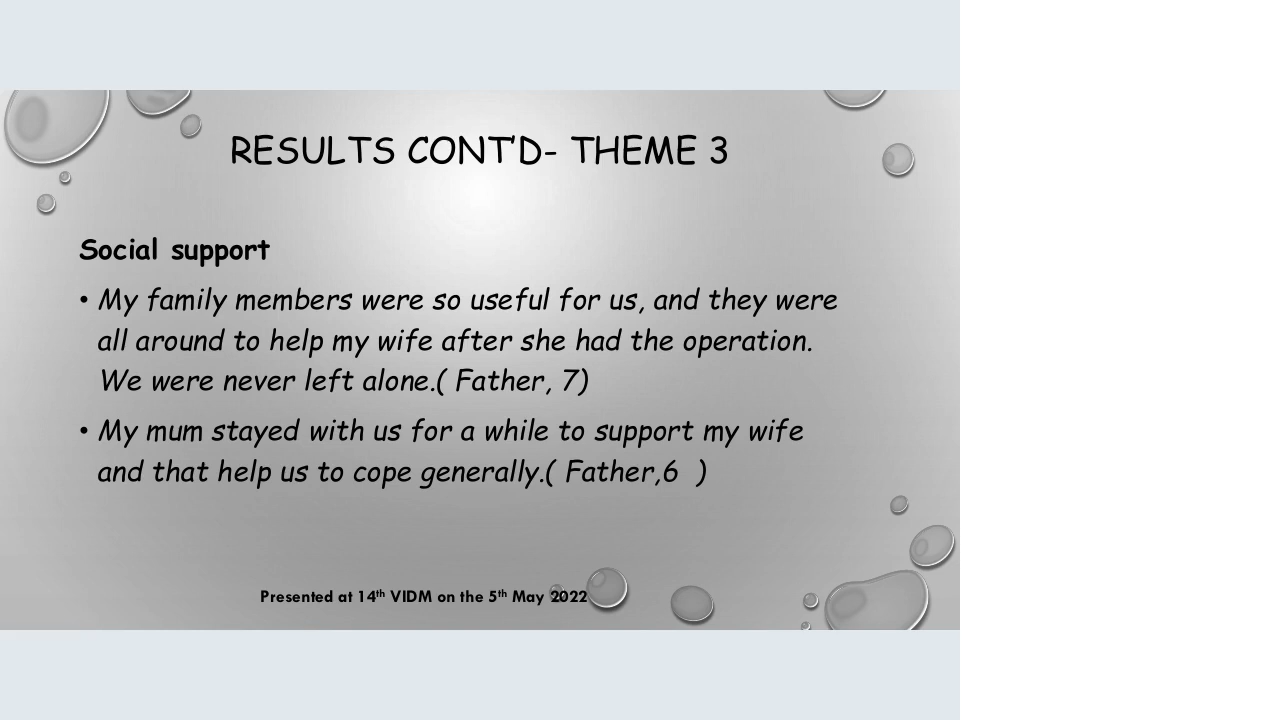 RESULTS CONT'D- THEME 3
Social support
• My family members were so useful for us, and they were
all around to help my wife after she had the operation.
We were never left alone.( Father, 7)
• My mum stayed with us for a while to support my wife
and that help us to cope generally.( Father,6  )
Presented at 14th VIDM on the 5th May 2022